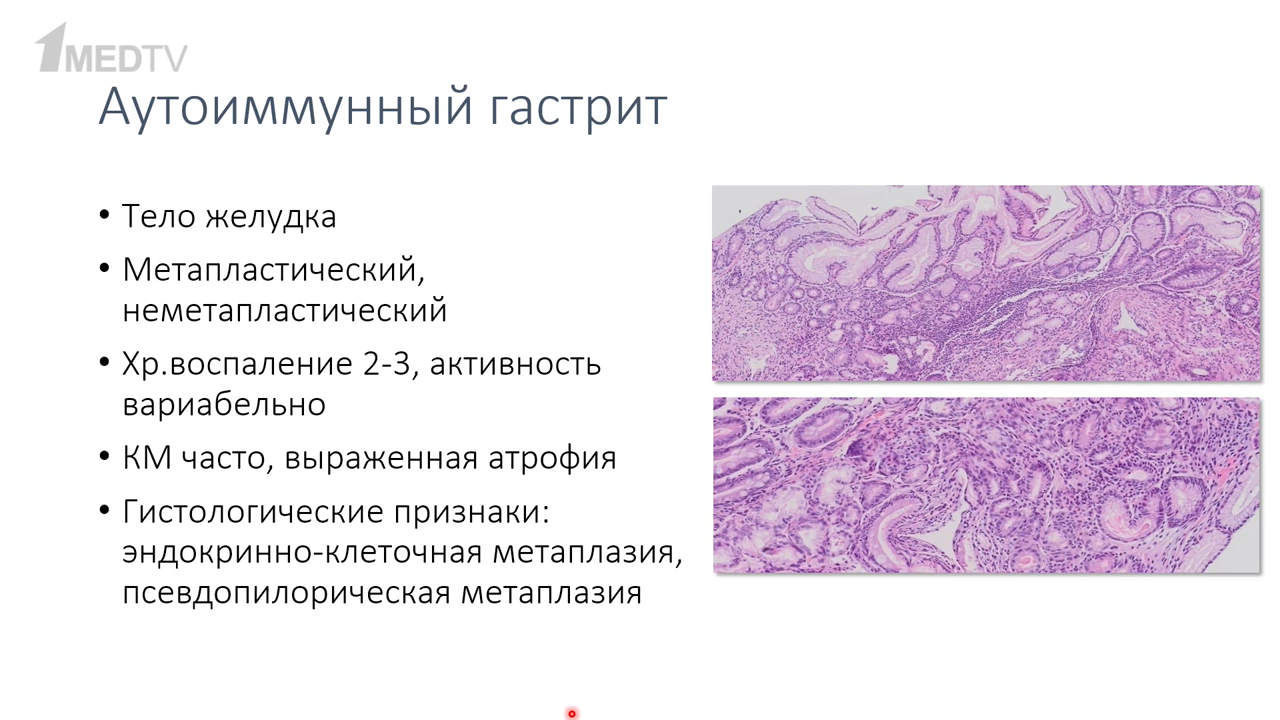 1MEDTV
Аутоиммунный гастрит
• Тело желудка
• Метапластический,
неметапластический
• Хр.воспаление 2-3, активность
вариабельно
• КМ часто, выраженная атрофия
• Гистологические признаки:
эндокринно-клеточная метаплазия,
псевдопилорическая метаплазия